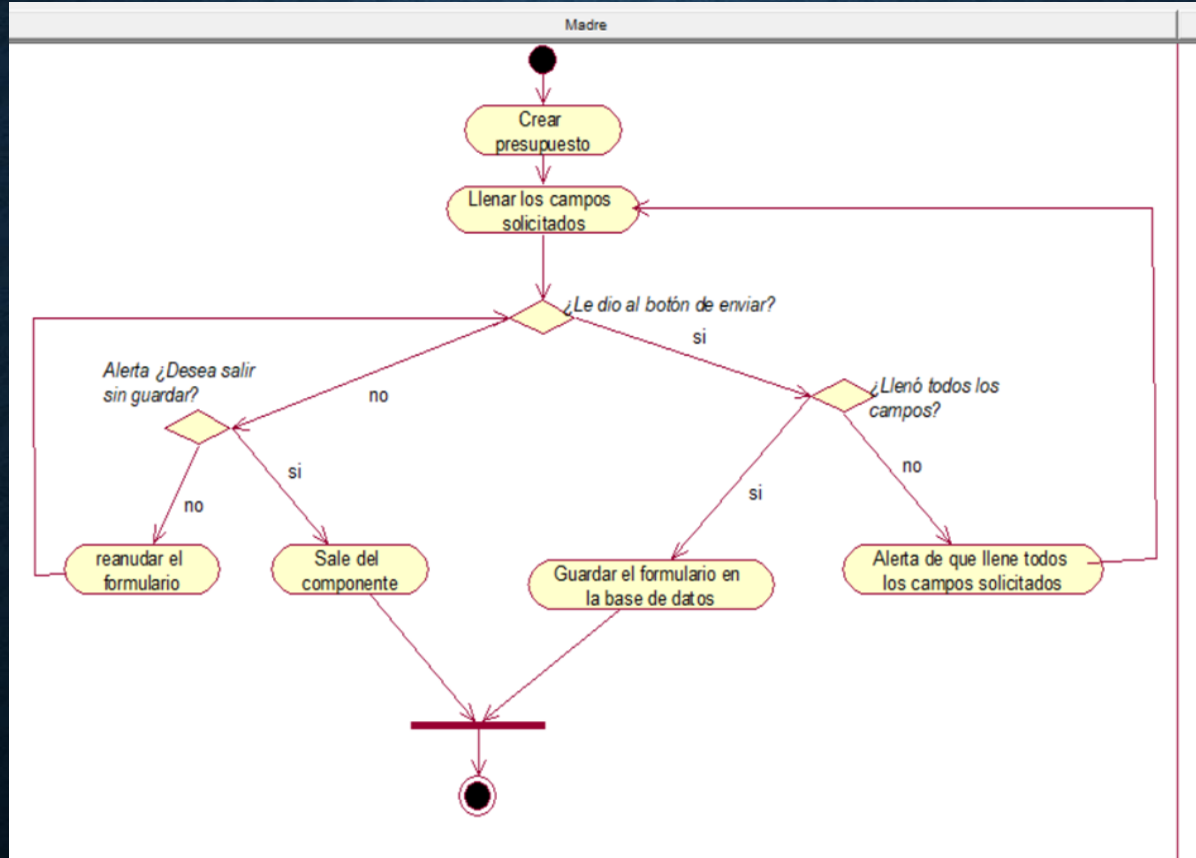 Madre
Crear
presupuesto
Llenar los campos
solicitados
¿Le dio al botón de enviar?
si
Alerta ¿Desea salir
sin guardar?
no
¿Llenó todos los
campos?
si
no
si
no
reanudar el
formulario
Sale del
componente
Guardar el formulario en
la base de datos
Alerta de que llene todos
los campos solicitados